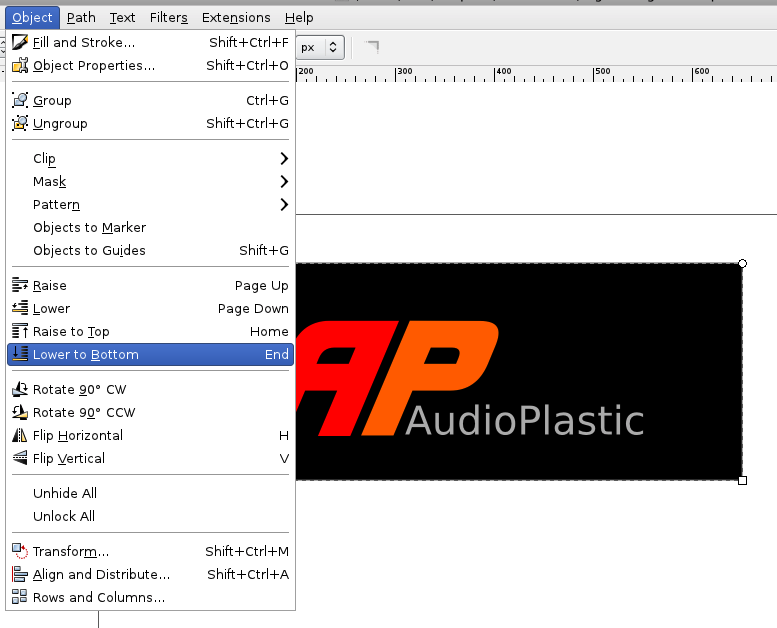 Object Path Text Filters Extensions Help
Fill and Stroke... Shift+Ctrl+F
px
Object Properties... Shift+Ctrl+O
200 300 400 500 600
Group Ctrl+G
Ungroup Shift+Ctrl+G
Clip
Mask
Pattern
Objects to Marker
Objects to Guides Shift+G
Raise Page Up
Lower Page Down
Raise to Top Home
Lower to Bottom End
Rotate 90° CW
Rotate 90° CCW
Flip Horizontal H
Flip Vertical V
Unhide All
Unlock All
Transform... Shift+Ctrl+M
Align and Distribute... Shift+Ctrl+A
Rows and Columns...
AP
AudioPlastic